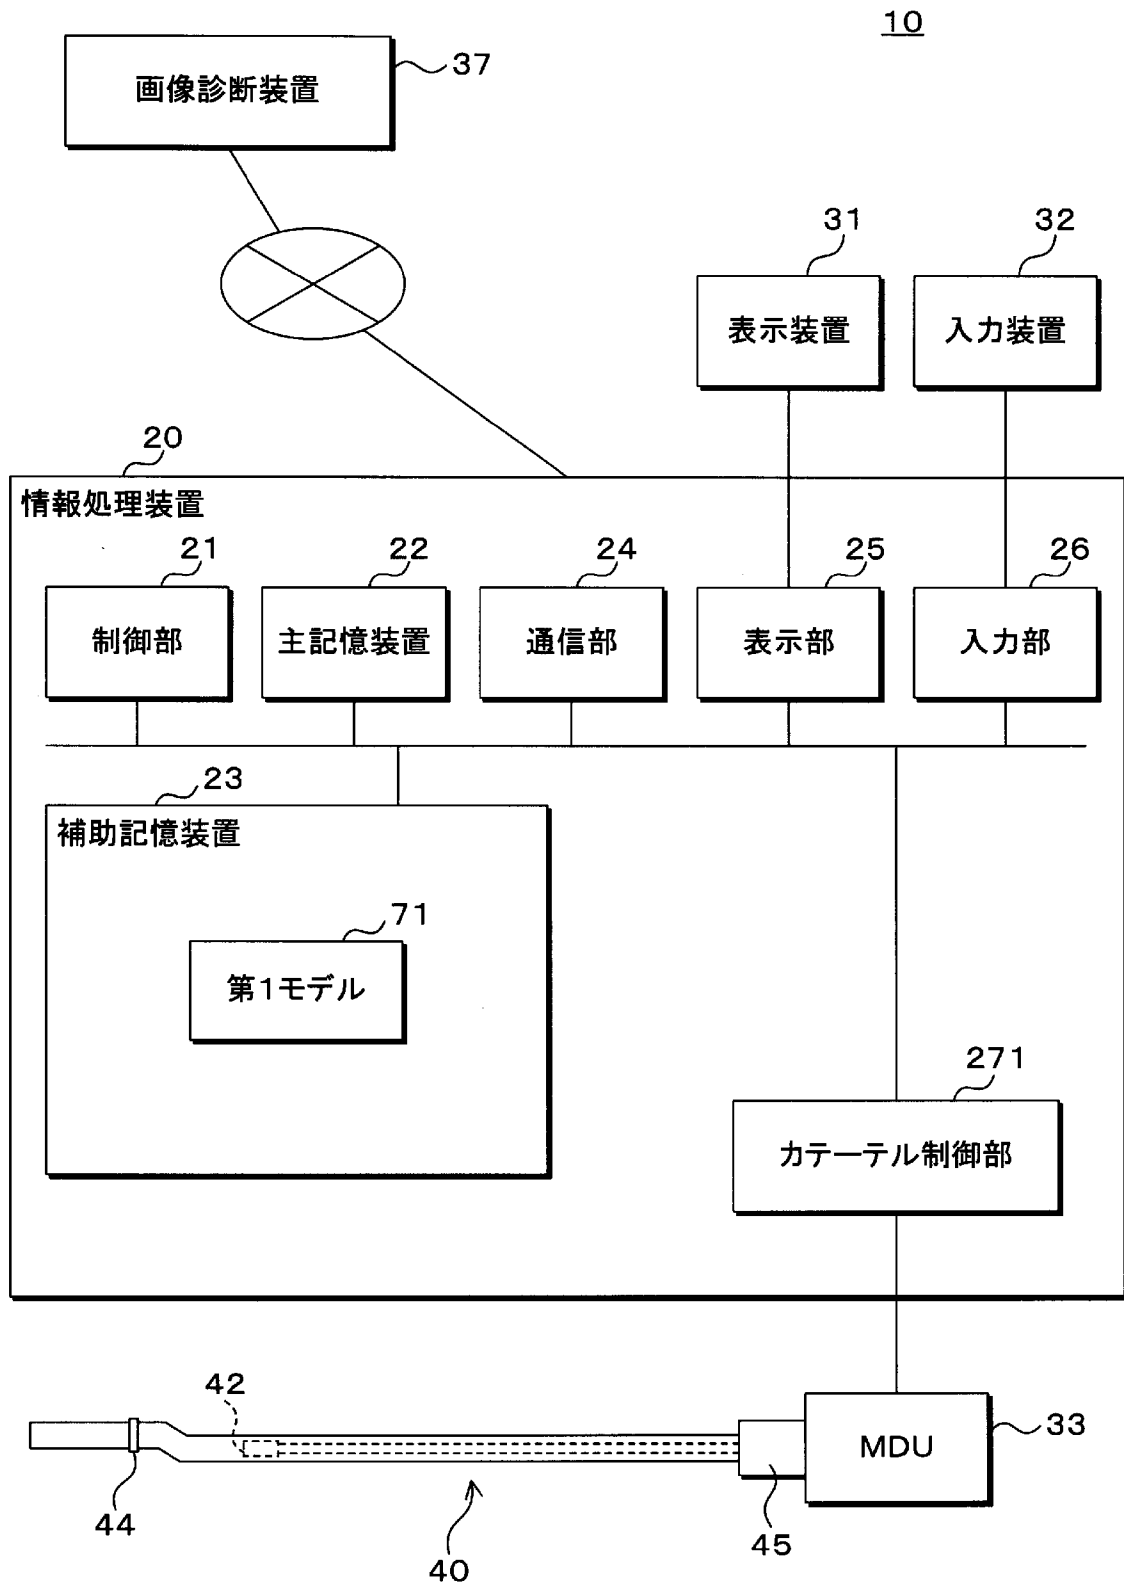 10
37
画像診断装置
31
32
表示装置
入力装置
20
情報処理装置
21
22
24
25
26
制御部
主記憶装置
通信部
表示部
入力部
23
補助記憶装置
71
第1モデル
271
カテーテル制御部
42
33
MDU
44
45
40